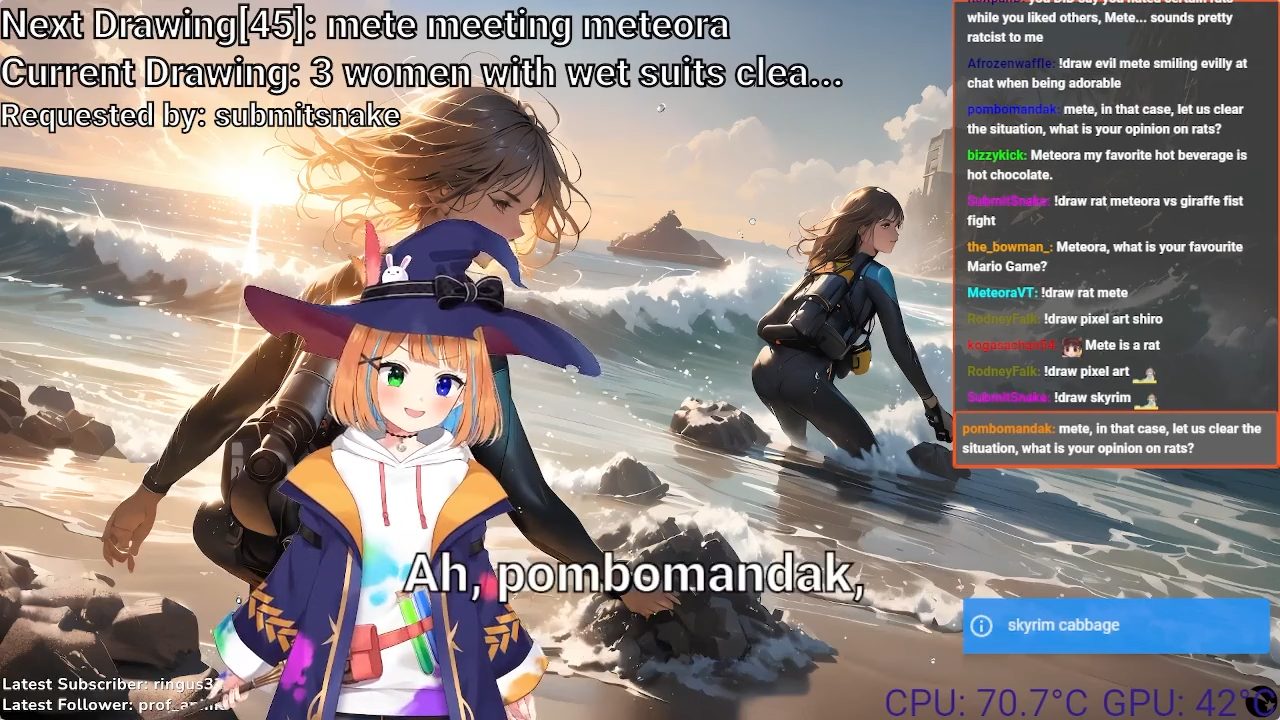 Next Drawing[45]: mete meeting meteora
Current Drawing: 3 women with wet suits clea...
Requested by: submitsnake
while you liked others, Mete... sounds pretty
ratcist to me
Afrozenwaffle: !draw evil mete smiling evilly at
chat when being adorable
pombomandak: mete, in that case, let us clear
the situation, what is your opinion on rats?
bizzykick: Meteora my favorite hot beverage is
hot chocolate.
SubmitSnake: !draw rat meteora vs giraffe fist
fight
the_bowman_: Meteora, what is your favourite
Mario Game?
MeteoraVT: !draw rat mete
RodneyFalk: !draw pixel art shiro
Mete is a rat
RodneyFalk: !draw pixel art
SubmitSnake: !draw skyrim
pombomandak: mete, in that case, let us clear the
situation, what is your opinion on rats?
Ah, pombomandak,
skyrim cabbage
Latest Subscriber:
Latest Follower:
CPU: 70.7°C GPU: 42°C